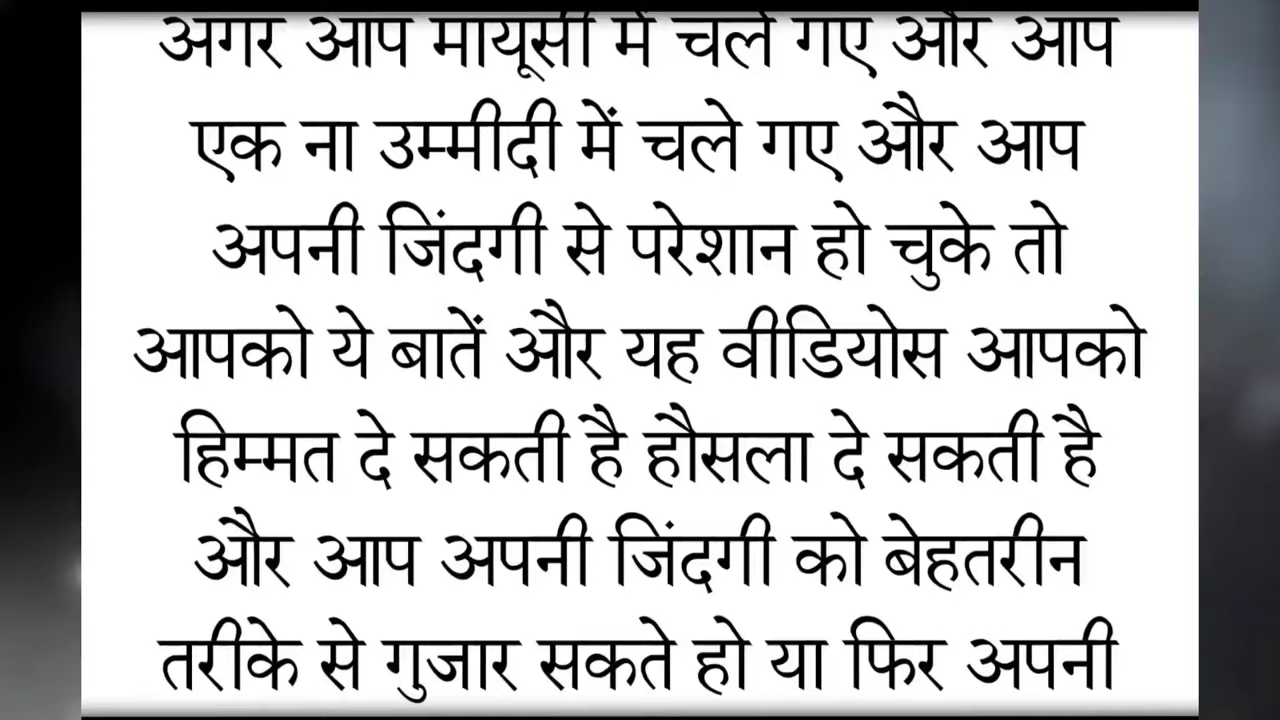 अगर आप मायूसी में चले गए और आप
एक ना उम्मीदी में चले गए और आप
अपनी जिंदगी से परेशान हो चुके तो
आपको ये बातें और यह वीडियोस आपको
हिम्मत दे सकती है हौसला दे सकती है
और आप अपनी जिंदगी को बेहतरीन
तरीके से गुजार सकते हो या फिर अपनी